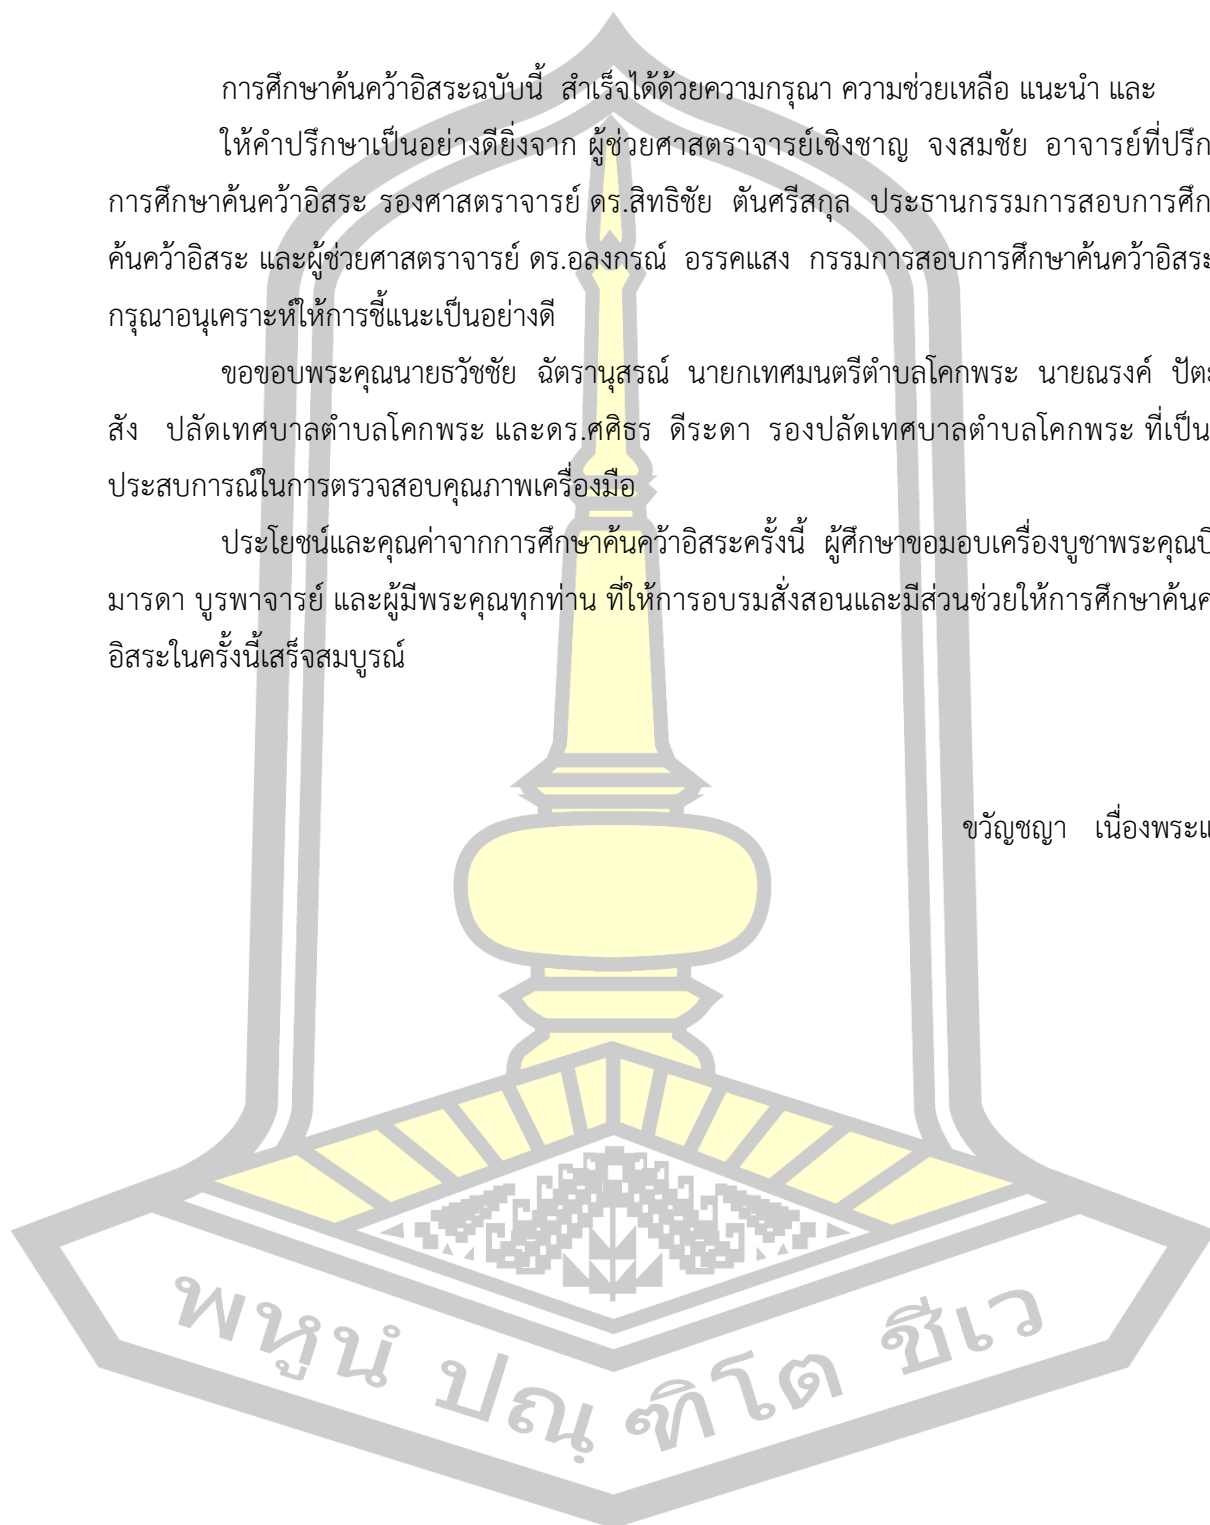 การศึกษาค้นคว้าอิสระฉบับนี้ สำเร็จได้ด้วยความกรุณา ความช่วยเหลือ แนะนำ และ
ให้คำปรึกษาเป็นอย่างดียิ่งจาก ผู้ช่วยศาสตราจารย์เชิงชาญ จงสมชัย อาจารย์ที่ปรึก
การศึกษาค้นคว้าอิสระ รองศาสตราจารย์ ดร.สิทธิชัย ตันศรีสกุล ประธานกรรมการสอบการศึก
ค้นคว้าอิสระ และผู้ช่วยศาสตราจารย์ ดร.อลงกรณ์ อรรคแสง กรรมการสอบการศึกษาค้นคว้าอิสระ
กรุณาอนุเคราะห์ให้การชี้แนะเป็นอย่างดี
ขอขอบพระคุณนายธวัชชัย ฉัตรานุสรณ์ นายกเทศมนตรีตำบลโคกพระ นายณรงค์ ปัตะ
สัง ปลัดเทศบาลตำบลโคกพระ และดร.ศศิธร ดีระดา รองปลัดเทศบาลตำบลโคกพระ ที่เป็น
ประสบการณ์ในการตรวจสอบคุณภาพเครื่องมือ
ประโยชน์และคุณค่าจากการศึกษาค้นคว้าอิสระครั้งนี้ ผู้ศึกษาขอมอบเครื่องบูชาพระคุณบิ
มารดา บูรพาจารย์ และผู้มีพระคุณทุกท่าน ที่ให้การอบรมสั่งสอนและมีส่วนช่วยให้การศึกษาค้นค
อิสระในครั้งนี้เสร็จสมบูรณ์
ขวัญชญา เนื่องพระแ
พหูนํ ปณฺฑิโต ชีเว